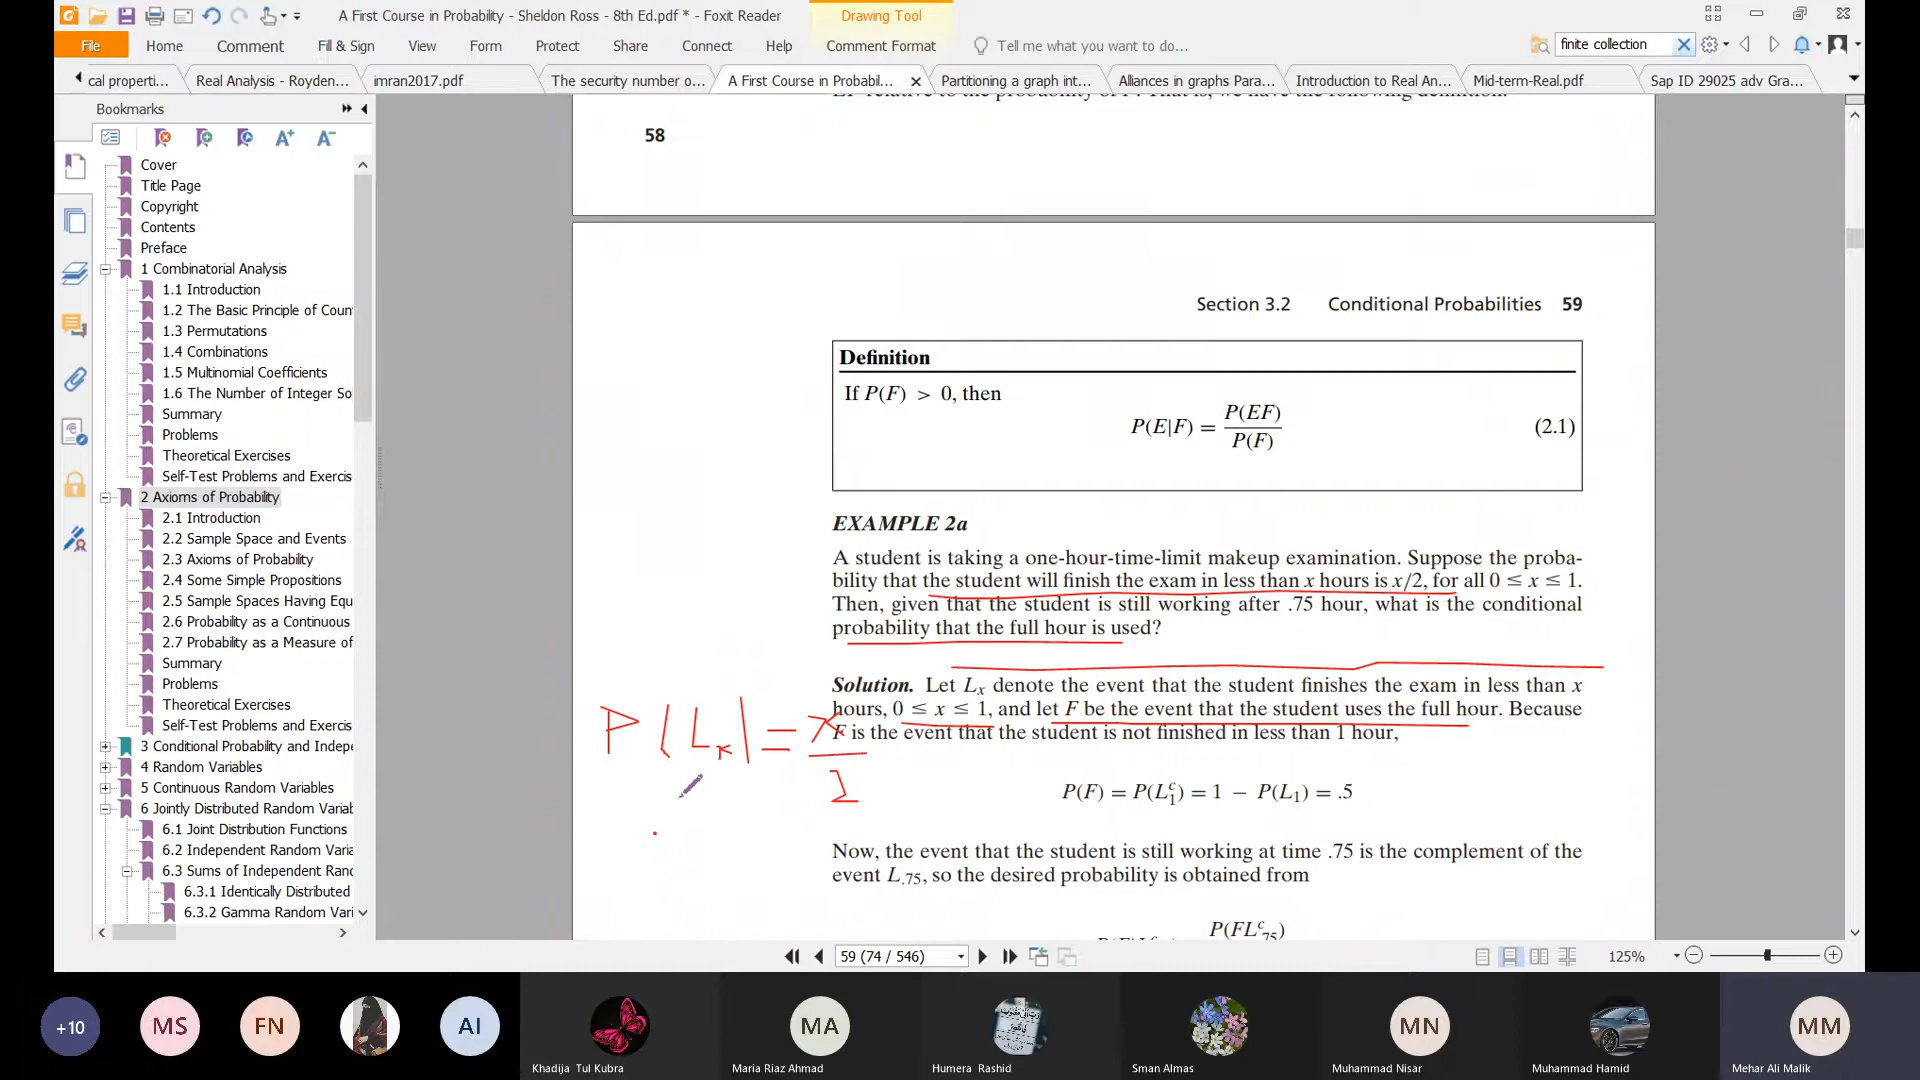 A First Course in Probability - Sheldon Ross - 8th Ed.pdf * - Foxit Reader
Drawing Tool
File Home Comment Fill & Sign View Form Protect Share Connect Help Comment Format Tell me what you want to do... finite collection
cal properti... Real Analysis - Royden... imran2017.pdf The security number o... A First Course in Probabil... Partitioning a graph int... Alliances in graphs Para... Introduction to Real An... Mid-term-Real.pdf Sap ID 29025 adv Gra...
Bookmarks
Cover
Title Page
Copyright
Contents
Preface
1 Combinatorial Analysis
1.1 Introduction
1.2 The Basic Principle of Coun
1.3 Permutations
1.4 Combinations
1.5 Multinomial Coefficients
1.6 The Number of Integer So
Summary
Problems
Theoretical Exercises
Self-Test Problems and Exercis
2 Axioms of Probability
2.1 Introduction
2.2 Sample Space and Events
2.3 Axioms of Probability
2.4 Some Simple Propositions
2.5 Sample Spaces Having Equ
2.6 Probability as a Continuous
2.7 Probability as a Measure of
Summary
Problems
Theoretical Exercises
Self-Test Problems and Exercis
3 Conditional Probability and Indepe
4 Random Variables
5 Continuous Random Variables
6 Jointly Distributed Random Variab
6.1 Joint Distribution Functions
6.2 Independent Random Varia
6.3 Sums of Independent Rand
6.3.1 Identically Distributed
6.3.2 Gamma Random Vari
58
Section 3.2 Conditional Probabilities 59
Definition
If P(F) > 0, then
P(E|F) = P(EF) / P(F) (2.1)
EXAMPLE 2a
A student is taking a one-hour-time-limit makeup examination. Suppose the proba-
bility that the student will finish the exam in less than x hours is x/2, for all 0 ≤ x ≤ 1.
Then, given that the student is still working after .75 hour, what is the conditional
probability that the full hour is used?
Solution. Let Lx denote the event that the student finishes the exam in less than x
hours, 0 ≤ x ≤ 1, and let F be the event that the student uses the full hour. Because
F is the event that the student is not finished in less than 1 hour,
P(Lx) = x/2
P(F) = P(L₁ᶜ) = 1 − P(L₁) = .5
Now, the event that the student is still working at time .75 is the complement of the
event L.75, so the desired probability is obtained from
P(FLᶜ.75)
59 (74 / 546) 125%
+10 MS FN AI MA MN MM
Khadija Tul Kubra Maria Riaz Ahmad Humera Rashid Sman Almas Muhammad Nisar Muhammad Hamid Mehar Ali Malik